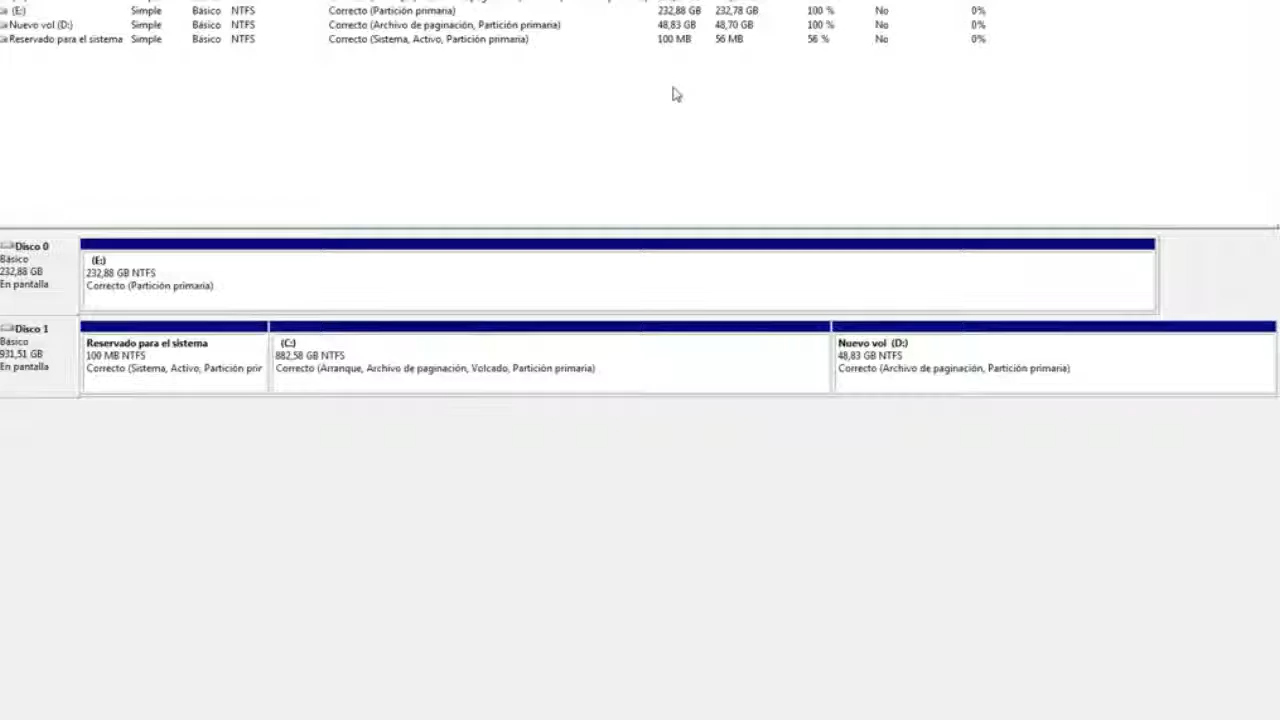 (E:) Simple Básico NTFS Correcto (Partición primaria) 232,88 GB 232,78 GB 100 % No 0%
Nuevo vol (D:) Simple Básico NTFS Correcto (Archivo de paginación, Partición primaria) 48,83 GB 48,70 GB 100 % No 0%
Reservado para el sistema Simple Básico NTFS Correcto (Sistema, Activo, Partición primaria) 100 MB 56 MB 56 % No 0%
Disco 0
Básico
232,88 GB
En pantalla
(E:)
232,88 GB NTFS
Correcto (Partición primaria)
Disco 1
Básico
931,51 GB
En pantalla
Reservado para el sistema
100 MB NTFS
Correcto (Sistema, Activo, Partición prir
(C:)
882,58 GB NTFS
Correcto (Arranque, Archivo de paginación, Volcado, Partición primaria)
Nuevo vol (D:)
48,83 GB NTFS
Correcto (Archivo de paginación, Partición primaria)